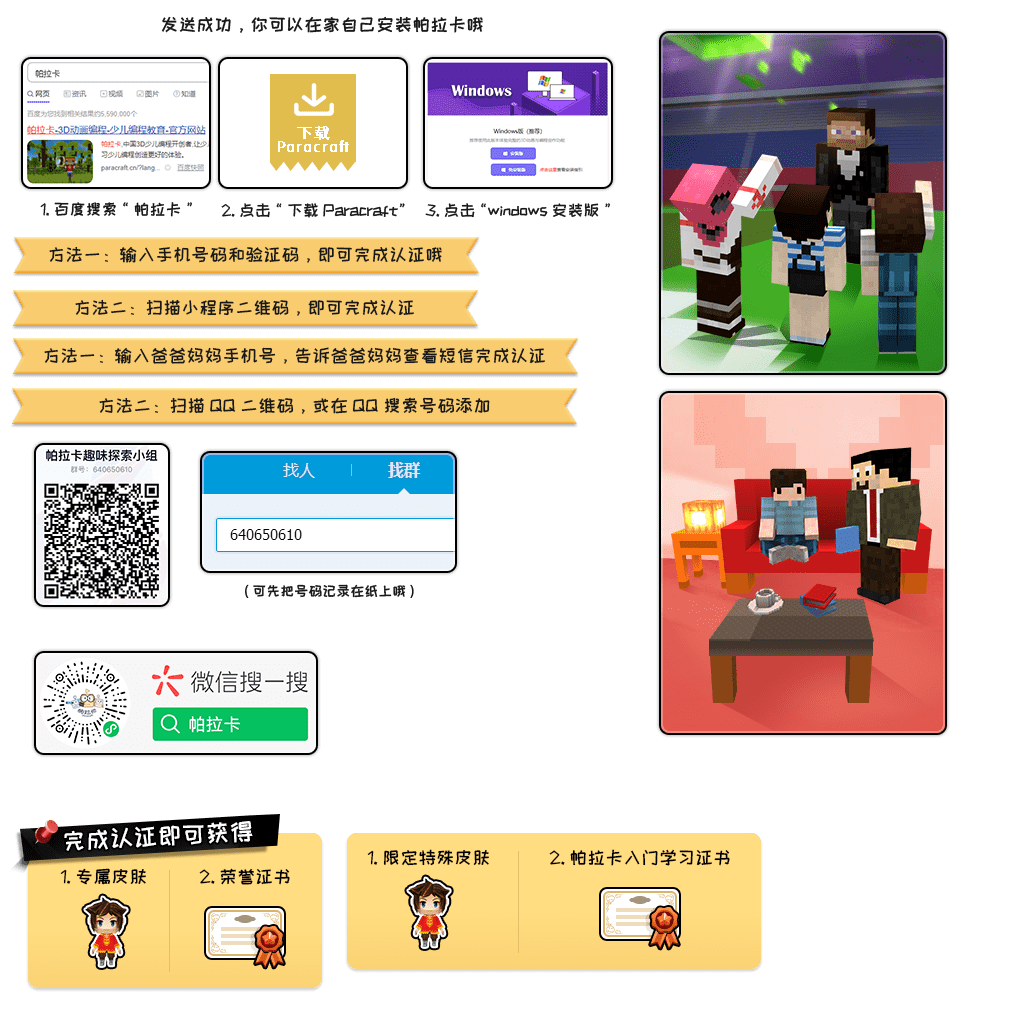 发送成功，你可以在家自己安装帕拉卡哦
帕拉卡
网页 资讯 视频 图片 知道
百度为您找到相关结果约5,590,000个
帕拉卡-3D动画编程-少儿编程教育-官方网站
帕拉卡,中国3D少儿编程开创者,让少
习少儿编程创造更好的体验。
paracraft.cn/?lang... 百度快照
下载
Paracraft
Windows
Windows版（推荐）
安装版
1. 百度搜索“帕拉卡”
2. 点击“下载 Paracraft”
3. 点击“windows 安装版”
方法一：输入手机号码和验证码，即可完成认证哦
方法二：扫描小程序二维码，即可完成认证
方法一：输入爸爸妈妈手机号，告诉爸爸妈妈查看短信完成认证
方法二：扫描 QQ 二维码，或在 QQ 搜索号码添加
帕拉卡趣味探索小组
群号：640650610
找人
找群
640650610
（可先把号码记录在纸上哦）
微信搜一搜
帕拉卡
完成认证即可获得
1. 专属皮肤
2. 荣誉证书
1. 限定特殊皮肤
2. 帕拉卡入门学习证书